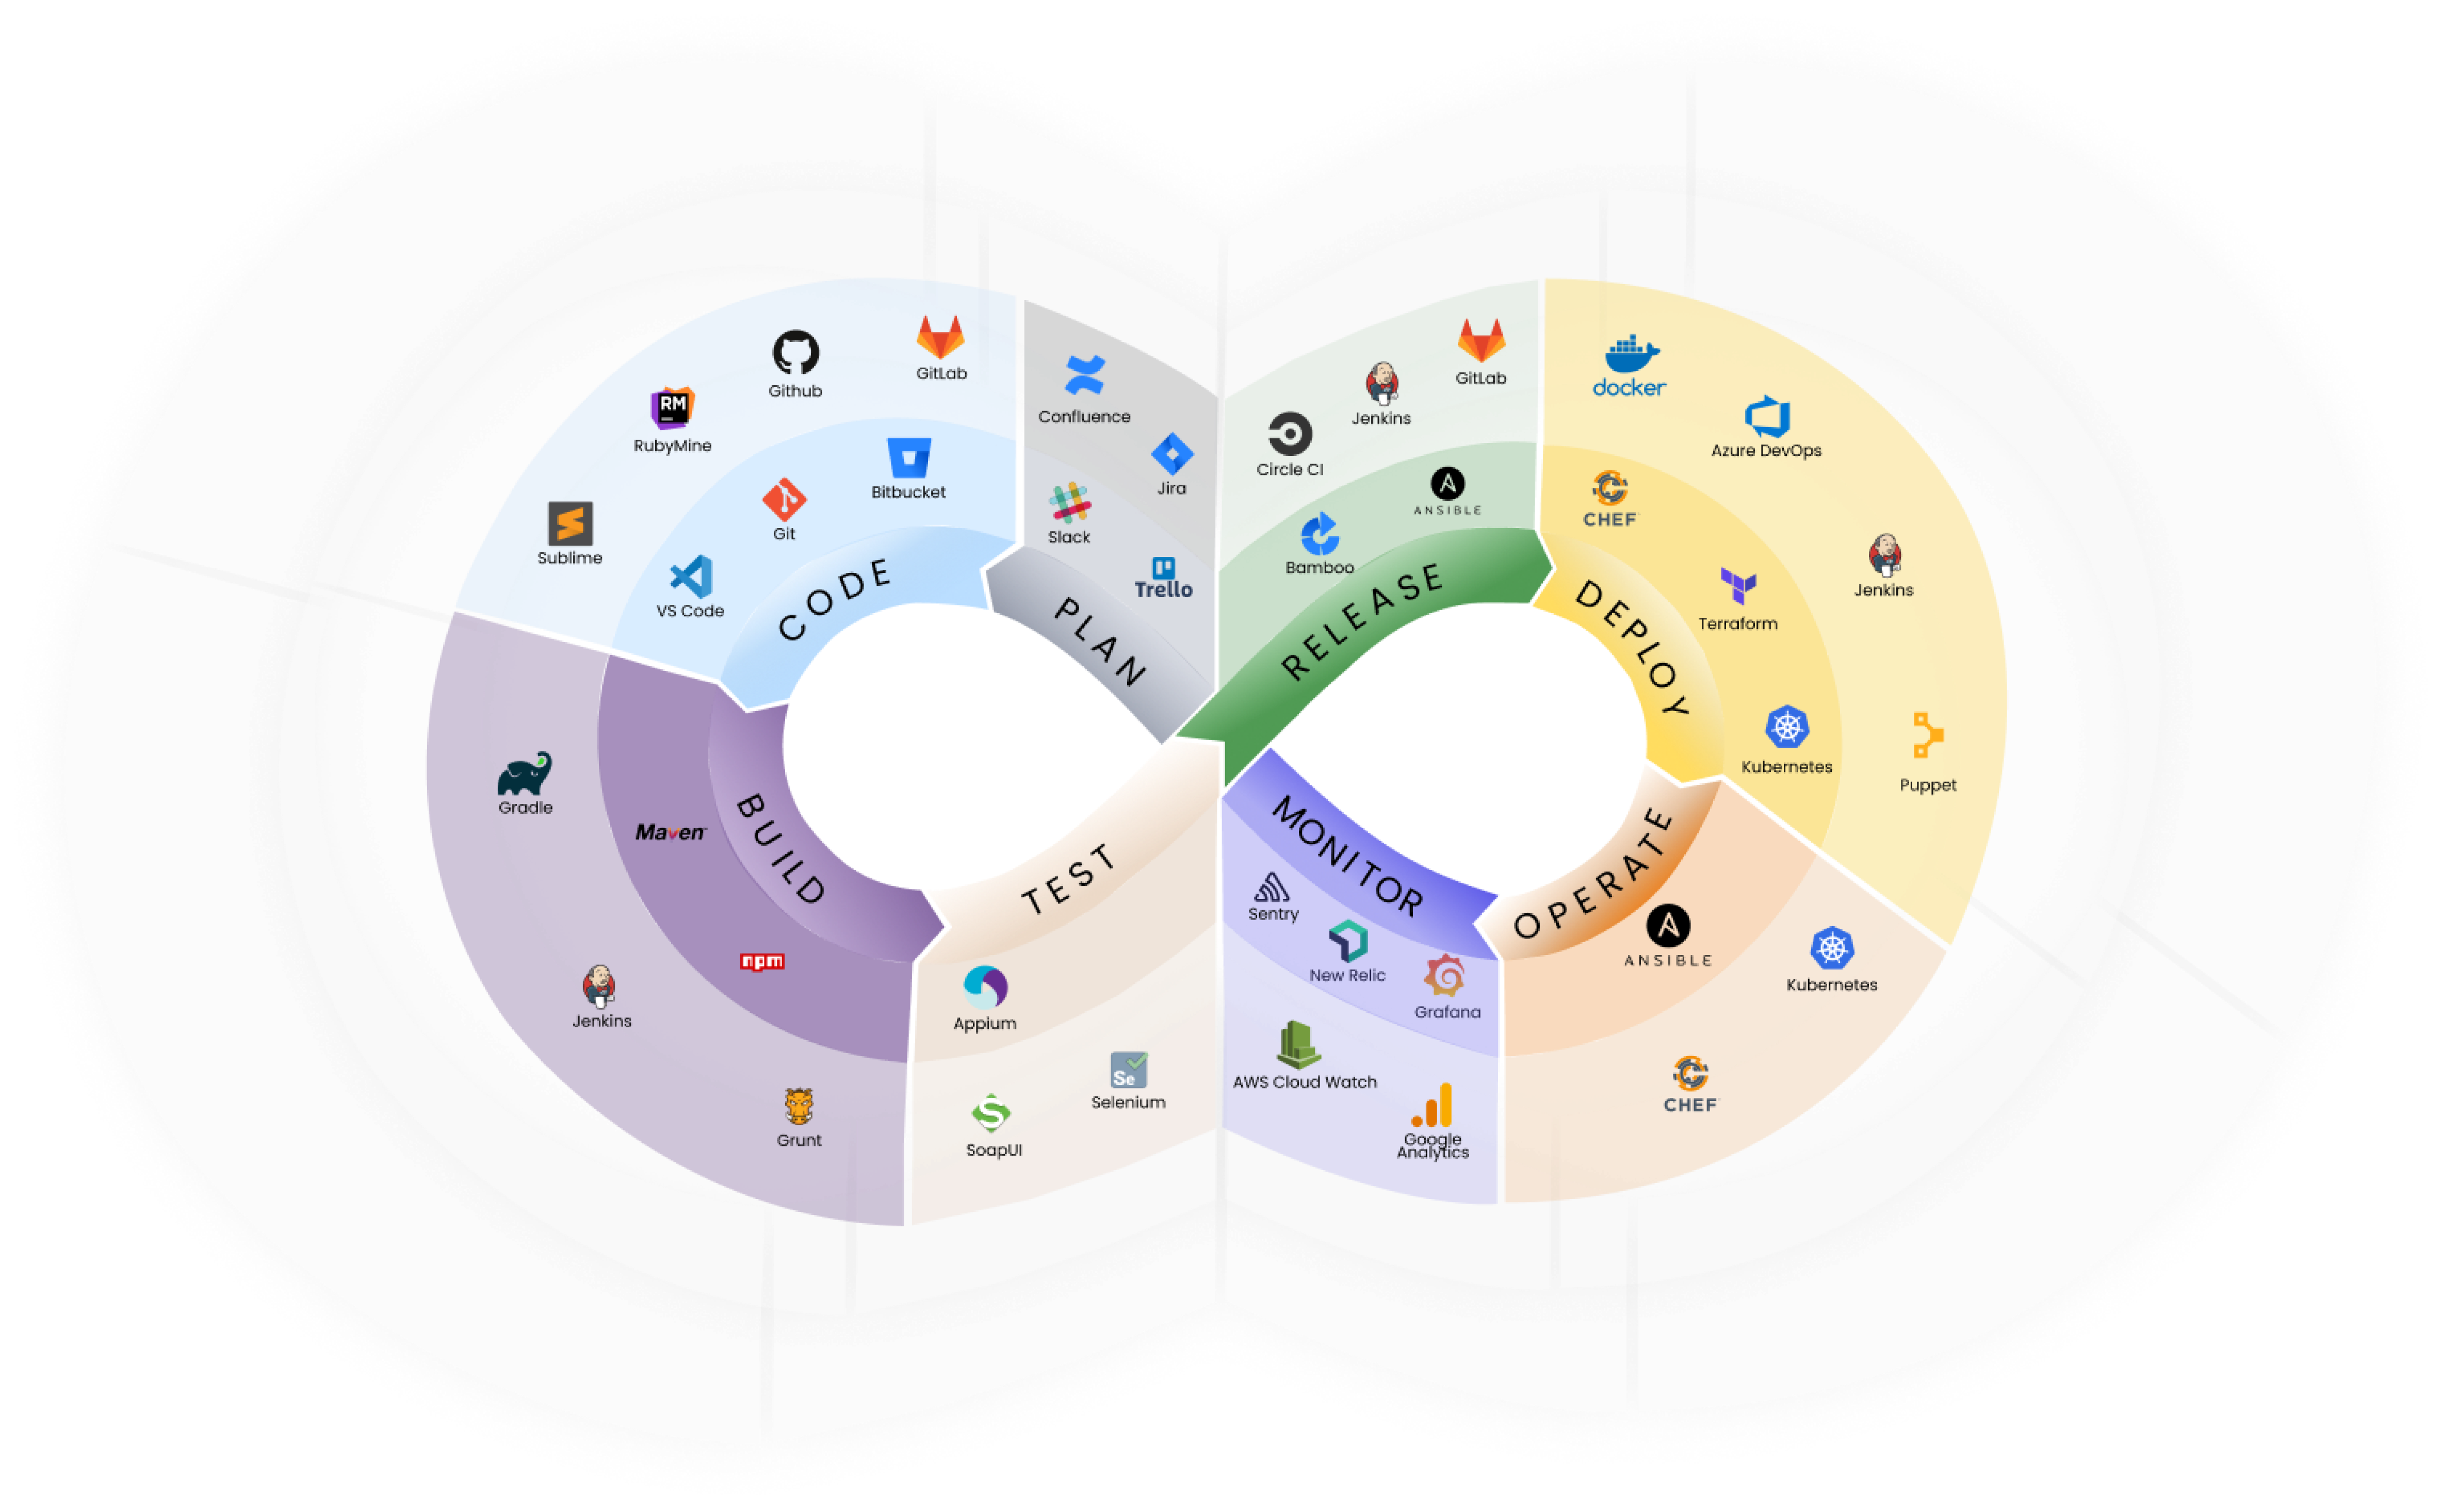 Github
GitLab
RubyMine
RM
Bitbucket
Git
Sublime
VS Code
CODE
Confluence
Jira
Slack
Trello
PLAN
GitLab
Jenkins
Circle CI
ANSIBLE
Bamboo
RELEASE
docker
Azure DevOps
CHEF
Jenkins
Terraform
Kubernetes
Puppet
DEPLOY
Gradle
Maven
npm
Jenkins
Grunt
BUILD
TEST
Appium
Se
Selenium
SoapUI
MONITOR
Sentry
New Relic
Grafana
AWS Cloud Watch
Google
Analytics
OPERATE
ANSIBLE
Kubernetes
CHEF